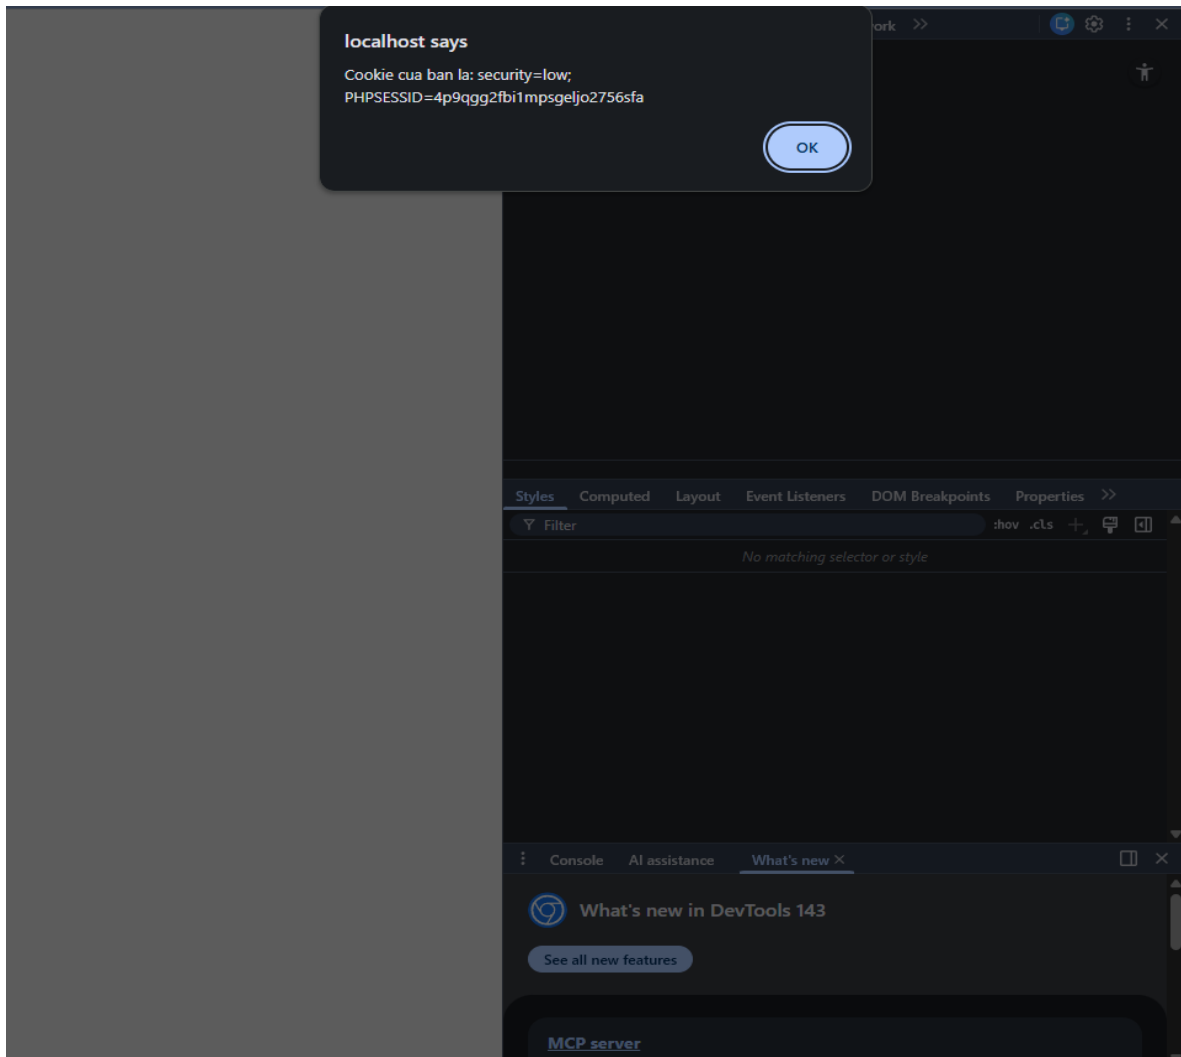 localhost says
Cookie cua ban la: security=low;
PHPSESSID=4p9qgg2fbi1mpsgeljo2756sfa
OK
ork
Styles Computed Layout Event Listeners DOM Breakpoints Properties
Filter :hov .cls
No matching selector or style
Console AI assistance What's new
What's new in DevTools 143
See all new features
MCP server